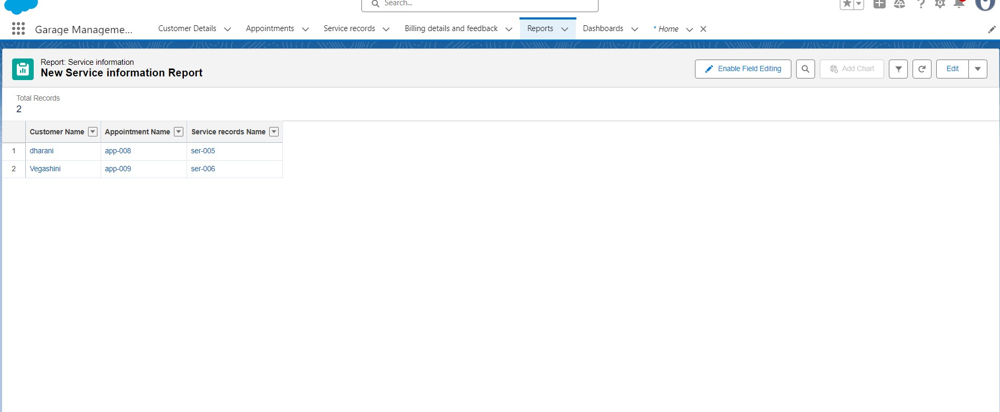 Search...
Garage Manageme...
Customer Details
Appointments
Service records
Billing details and feedback
Reports
Dashboards
* Home
Report: Service information
New Service information Report
Enable Field Editing
Add Chart
Edit
Total Records
2
Customer Name Appointment Name Service records Name
1 dharani app-008 ser-005
2 Vegashini app-009 ser-006